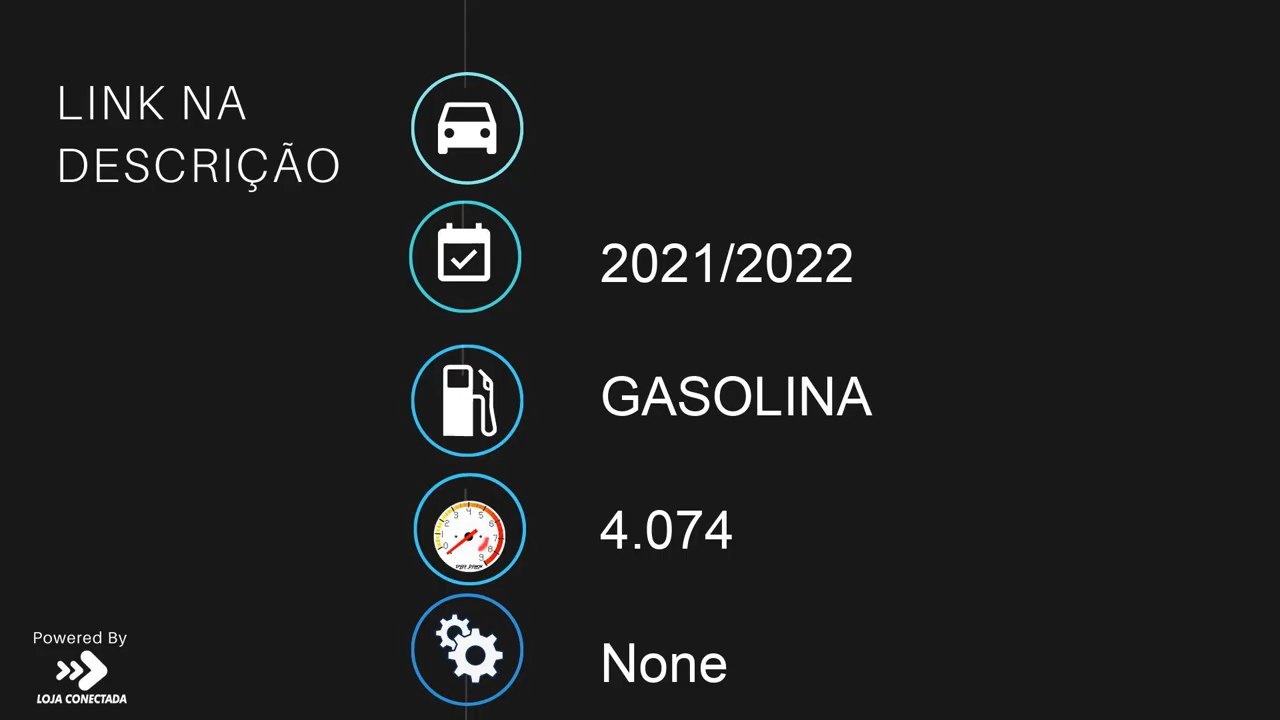 LINK NA
DESCRIÇÃO
2021/2022
GASOLINA
4.074
None
Powered By
LOJA CONECTADA